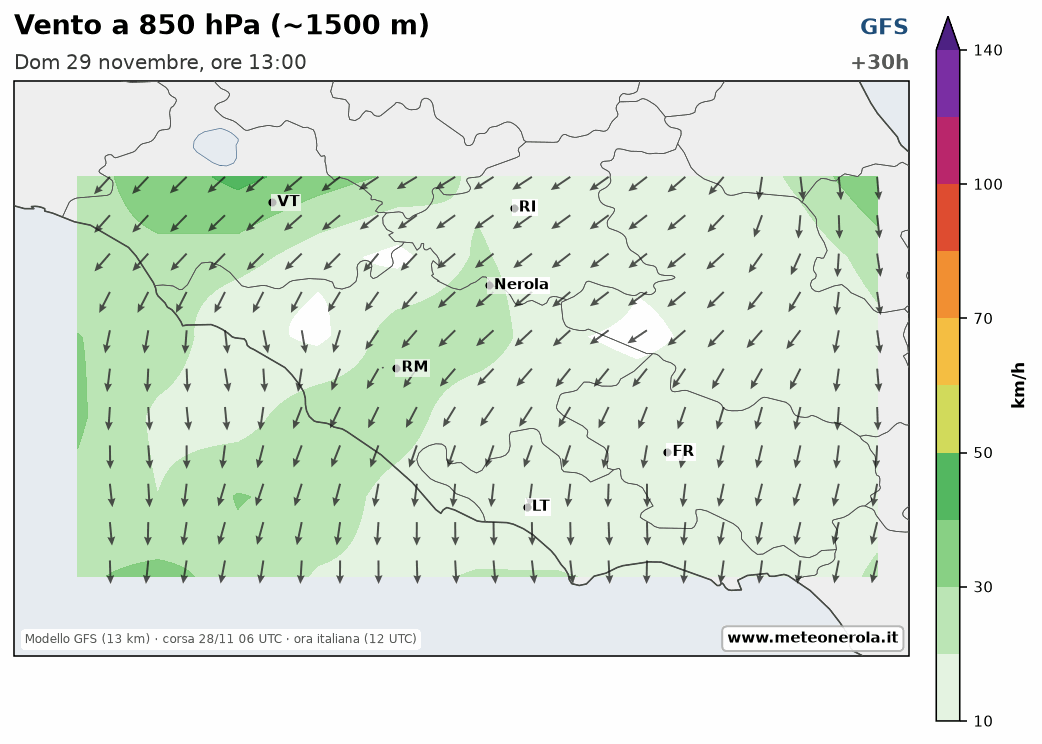 Vento a 850 hPa (~1500 m)
GFS
Dom 29 novembre, ore 13:00
+30h
VT
RI
Nerola
RM
FR
LT
Modello GFS (13 km) · corsa 28/11 06 UTC · ora italiana (12 UTC)
www.meteonerola.it
140
100
70
50
30
10
km/h